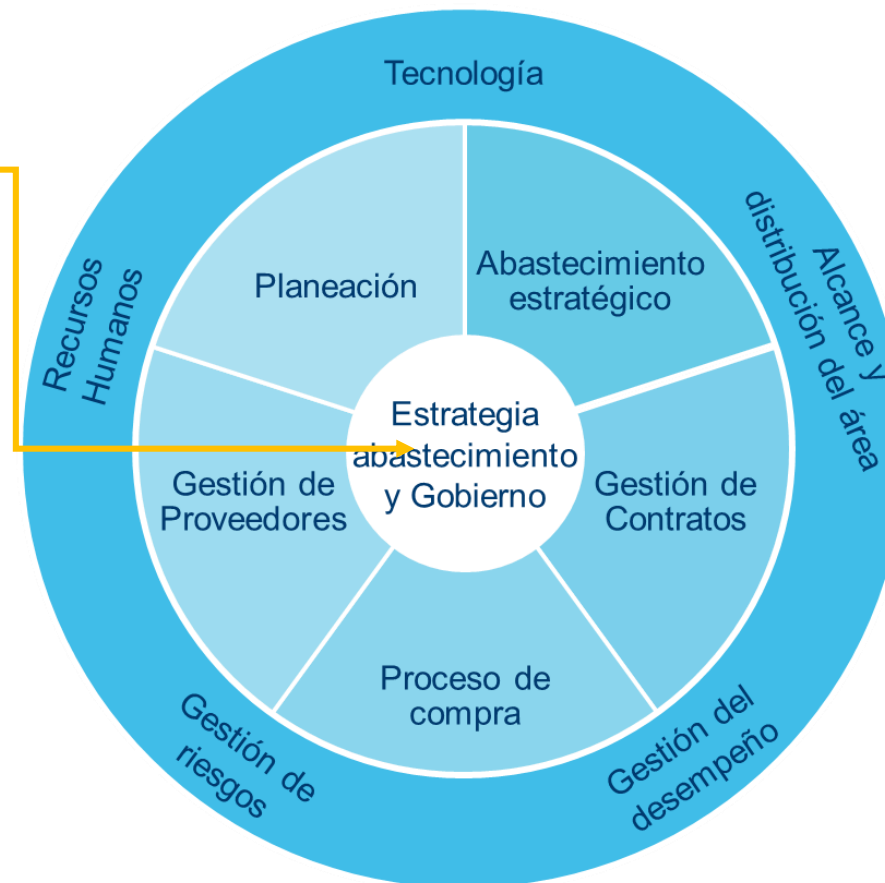 Tecnología
Alcance y
distribución del área
Recursos
Humanos
Planeación
Abastecimiento
estratégico
Estrategia
abastecimiento
y Gobierno
Gestión de
Proveedores
Gestión de
Contratos
Proceso de
compra
Gestión de
riesgos
Gestión del
desempeño